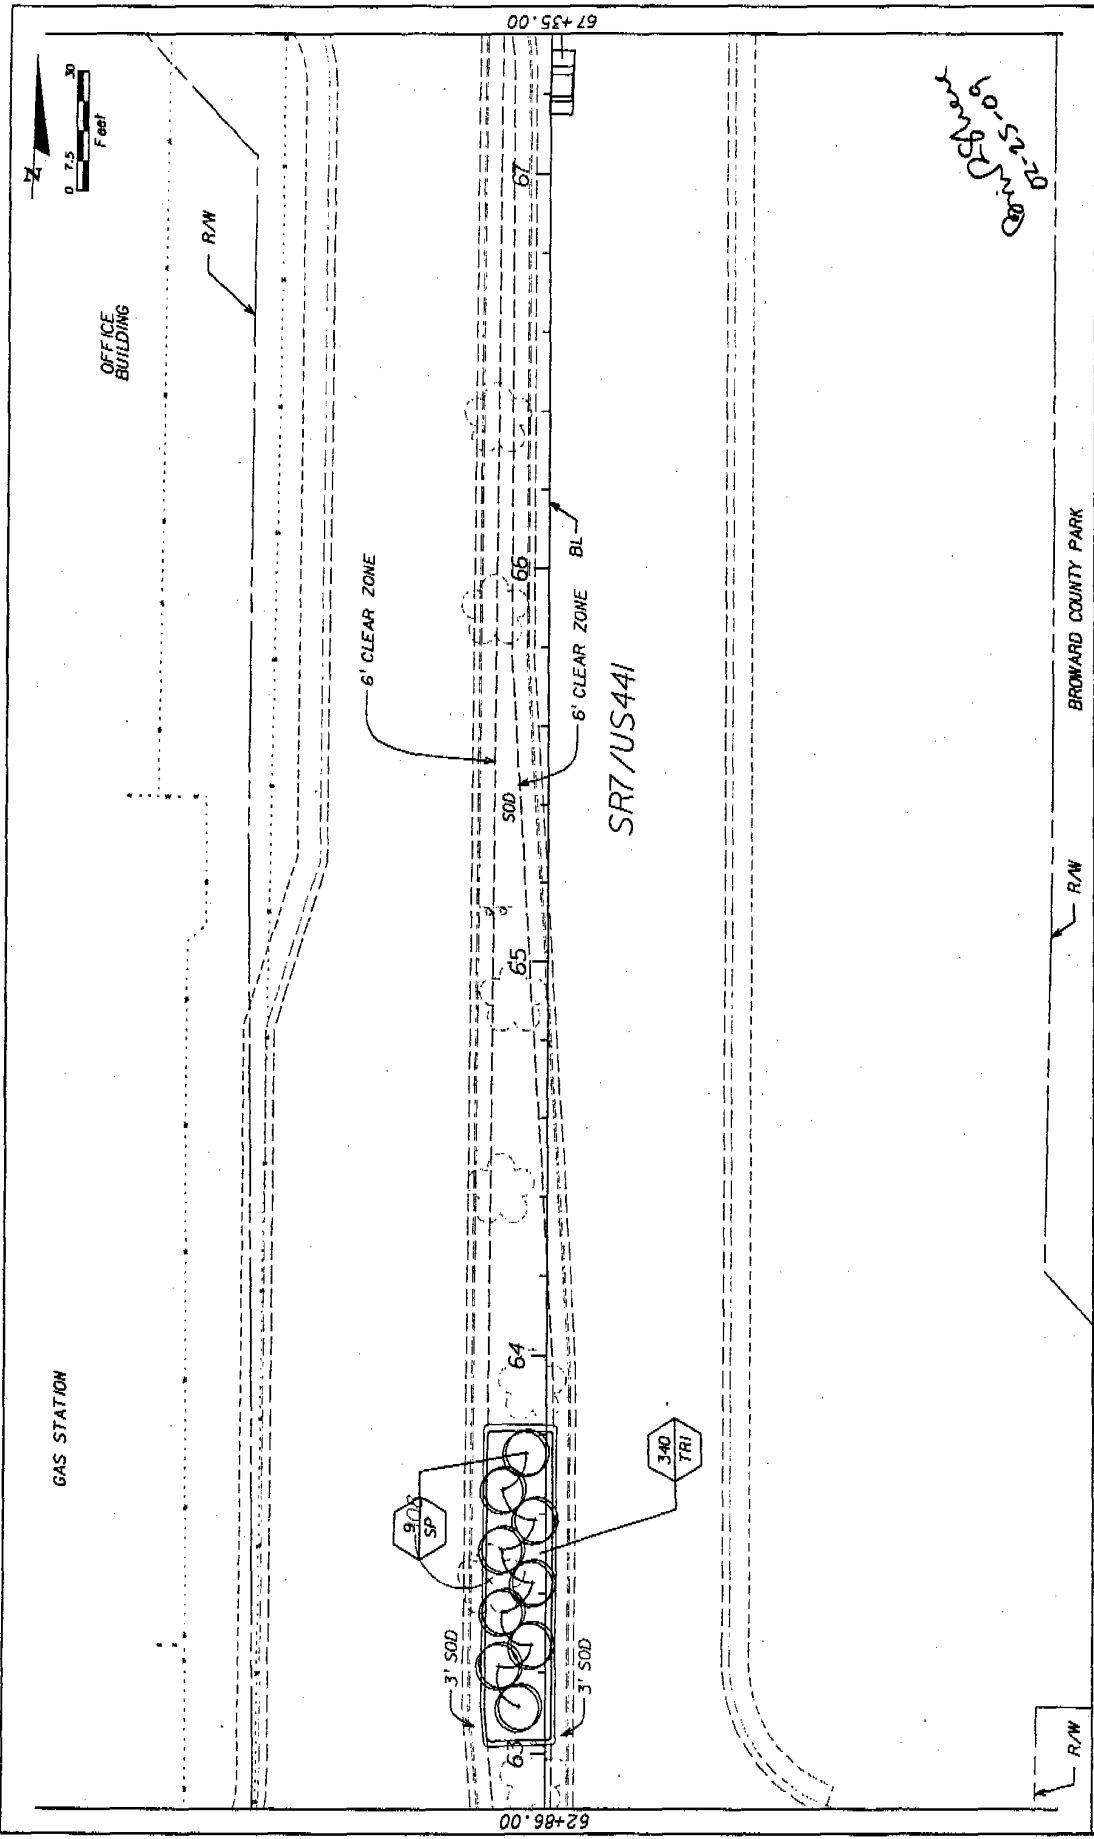 67+35.00
N
0 7.5 30
Feet
R/W
OFFICE
BUILDING
67
02-25-09
6' CLEAR ZONE
66
BL
6' CLEAR ZONE
SR7/US441
SOD
BROWARD COUNTY PARK
65
R/W
GAS STATION
64
340
TRI
SP
3' SOD
3' SOD
63
R/W
62+86.00